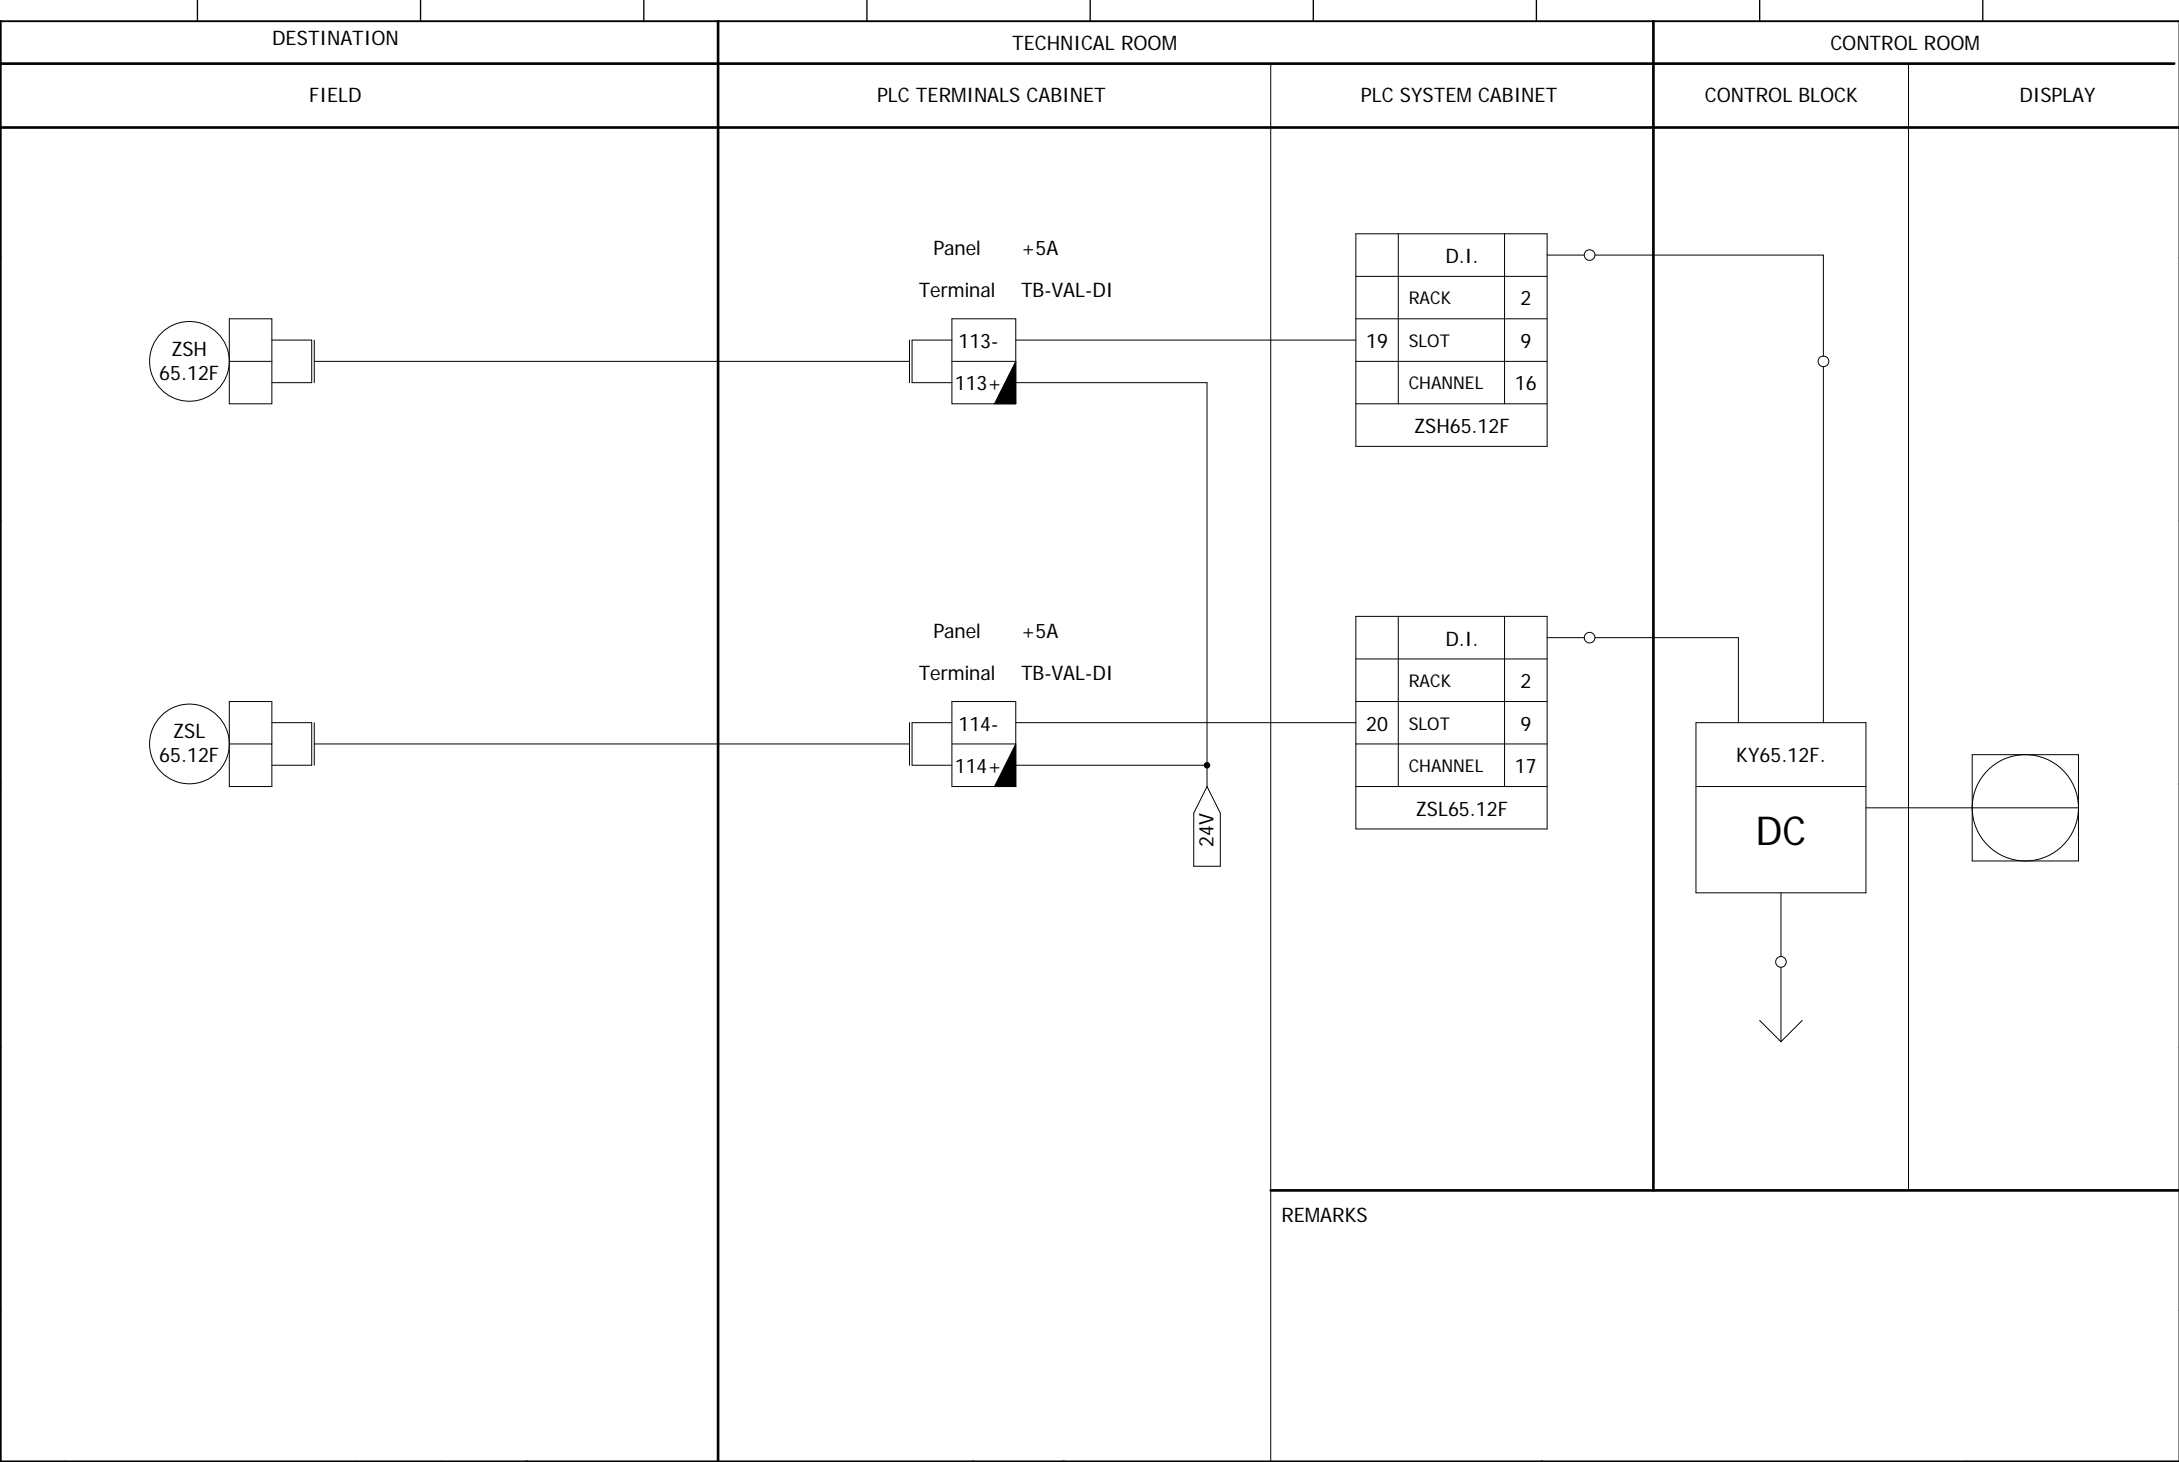 DESTINATION
TECHNICAL ROOM
CONTROL ROOM
FIELD
PLC TERMINALS CABINET
PLC SYSTEM CABINET
CONTROL BLOCK
DISPLAY
Panel +5A
Terminal TB-VAL-DI
ZSH
65.12F
113-
113+
D.I.
RACK 2
19 SLOT 9
CHANNEL 16
ZSH65.12F
Panel +5A
Terminal TB-VAL-DI
ZSL
65.12F
114-
114+
24V
D.I.
RACK 2
20 SLOT 9
CHANNEL 17
ZSL65.12F
KY65.12F.
DC
REMARKS